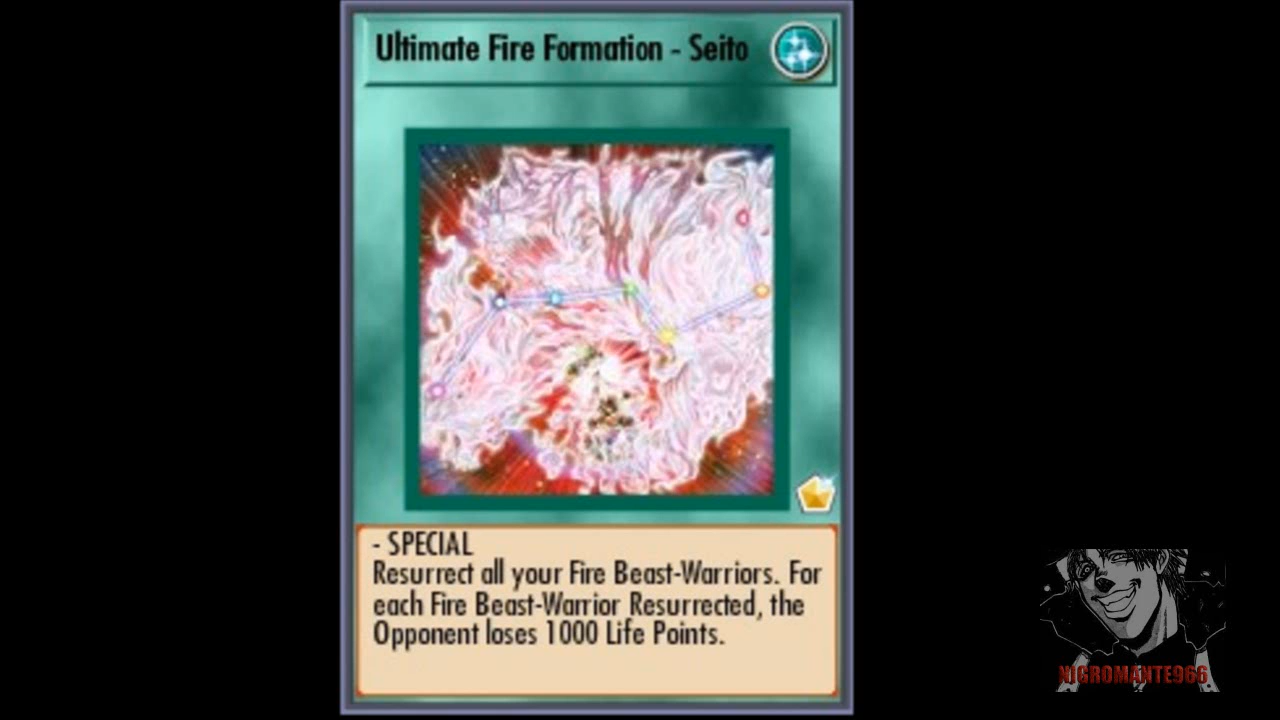 Ultimate Fire Formation - Seito
- SPECIAL
Resurrect all your Fire Beast-Warriors. For
each Fire Beast-Warrior Resurrected, the
Opponent loses 1000 Life Points.
NIGROMANTE966